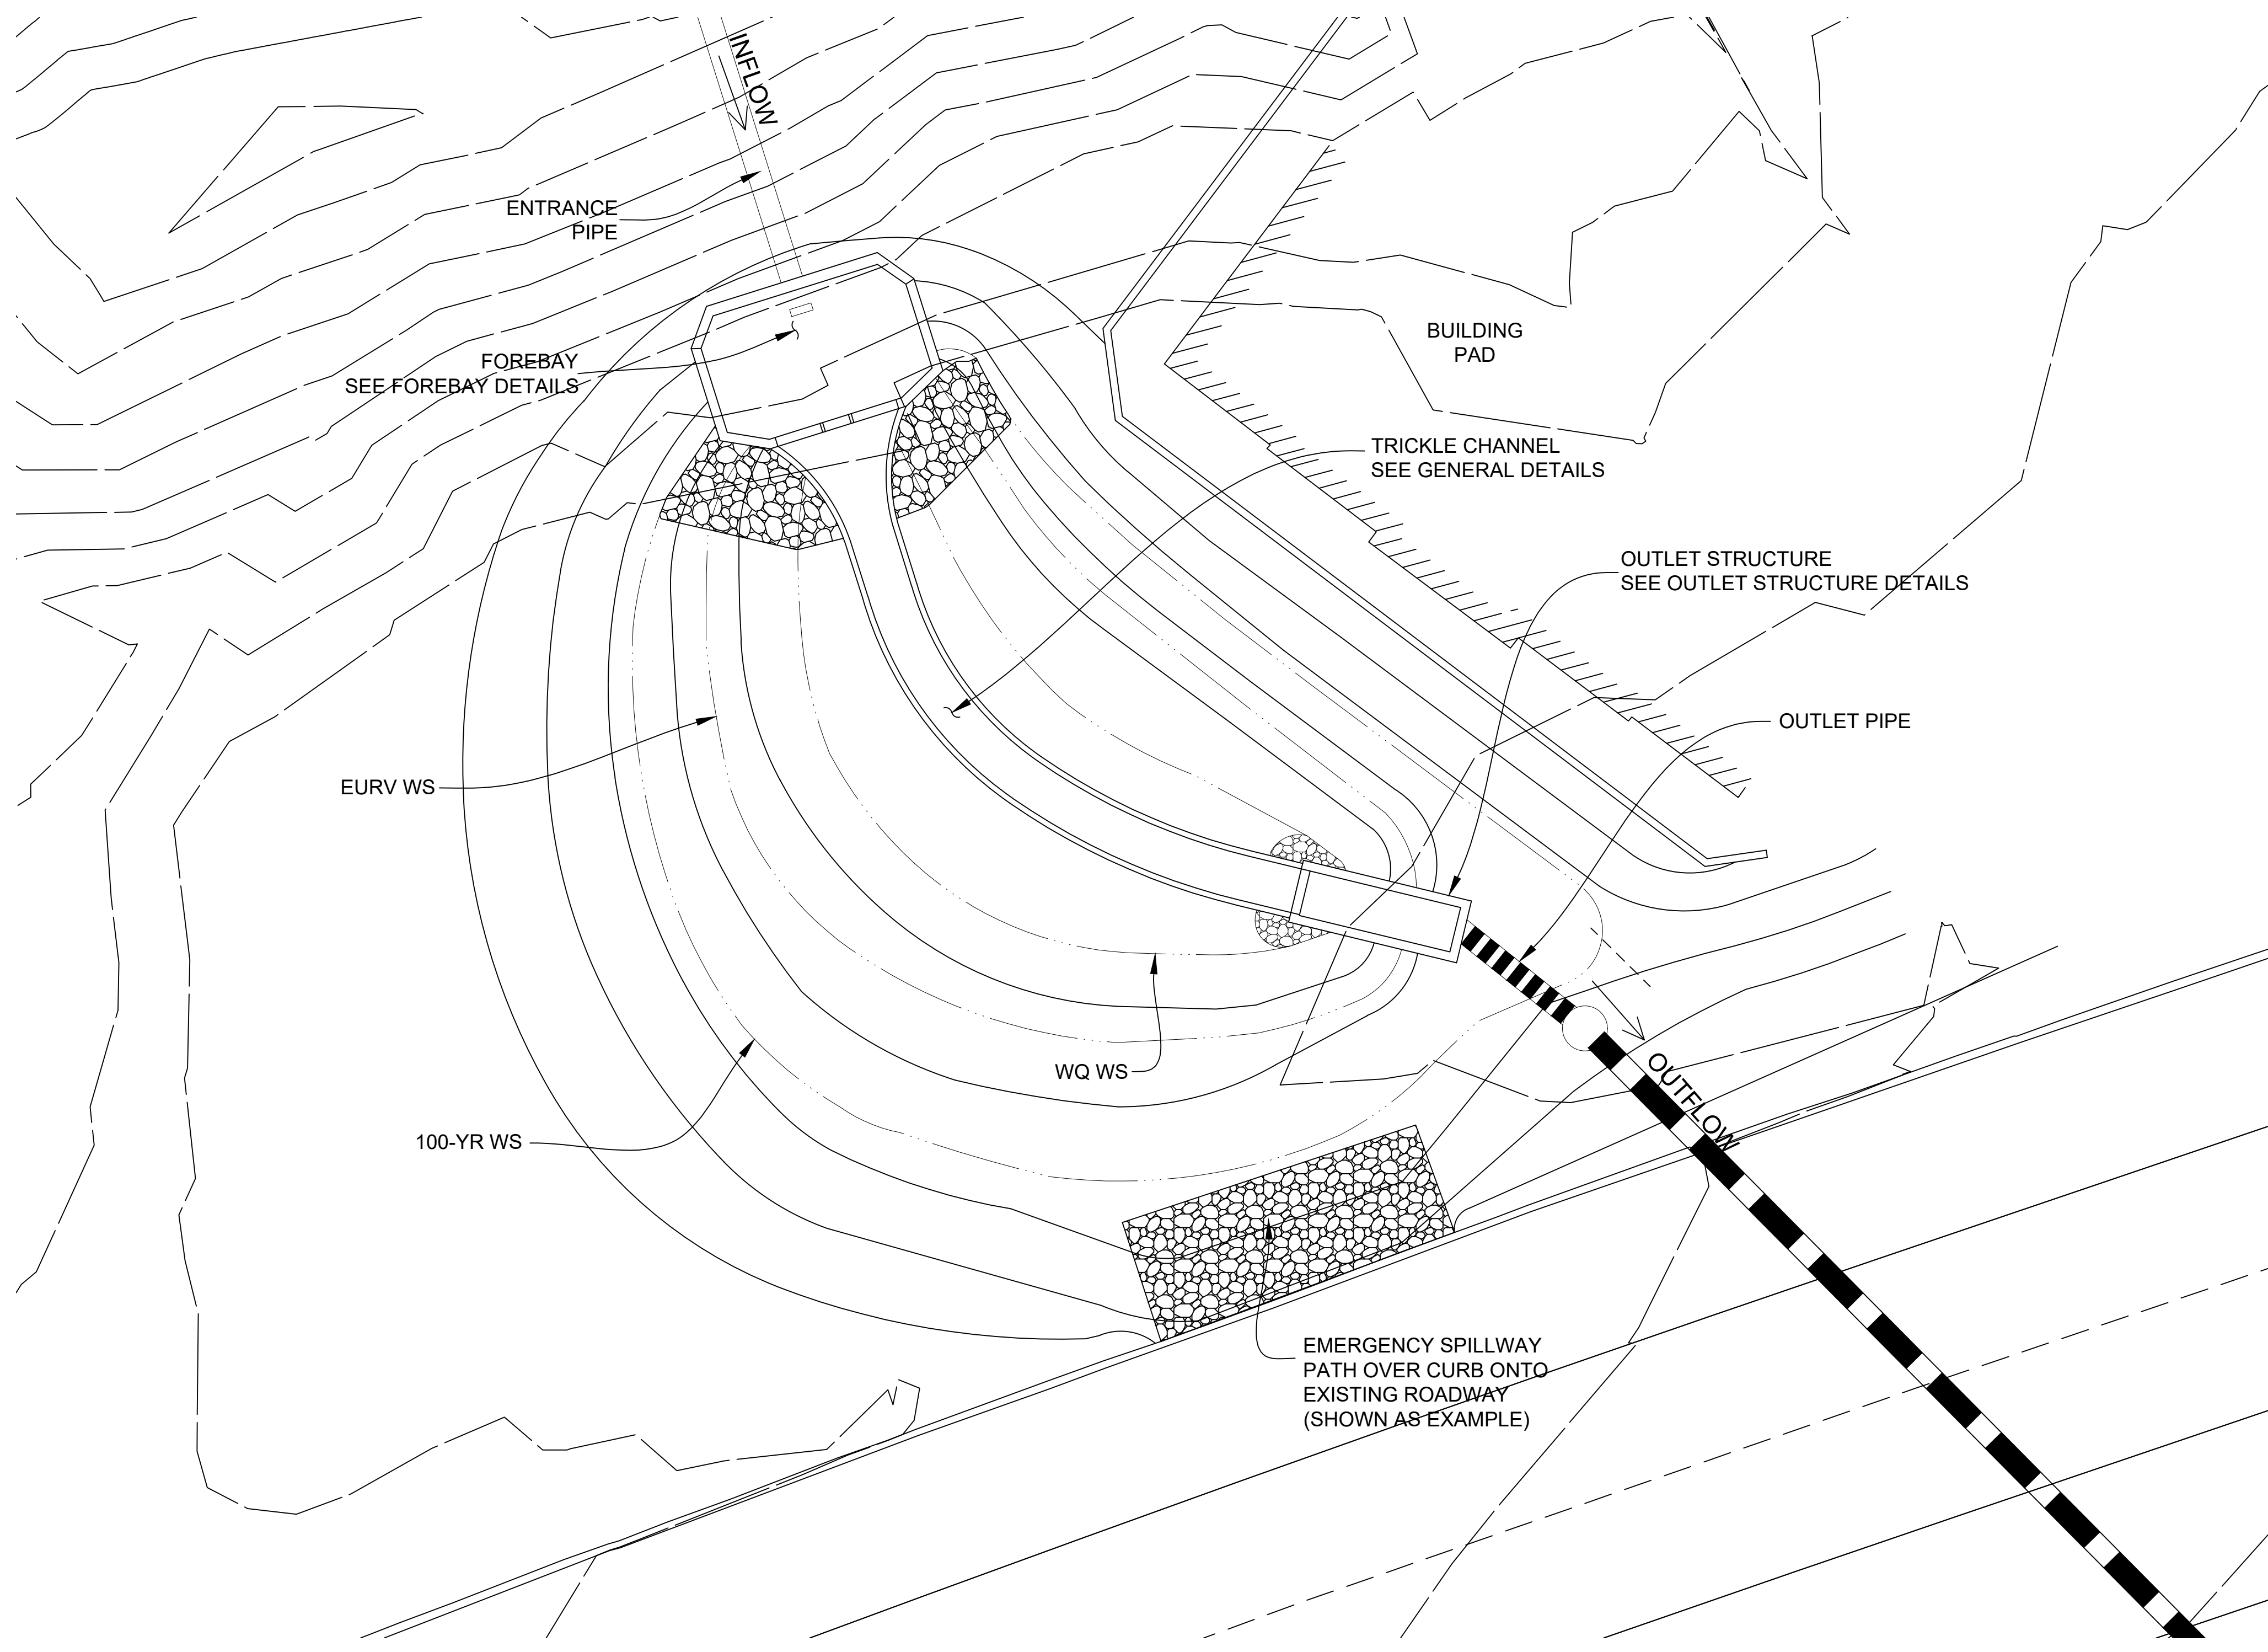 INFLOW
ENTRANCE
PIPE
FOREBAY
SEE FOREBAY DETAILS
BUILDING
PAD
TRICKLE CHANNEL
SEE GENERAL DETAILS
OUTLET STRUCTURE
SEE OUTLET STRUCTURE DETAILS
OUTLET PIPE
EURV WS
WQ WS
OUTFLOW
100-YR WS
EMERGENCY SPILLWAY
PATH OVER CURB ONTO
EXISTING ROADWAY
(SHOWN AS EXAMPLE)